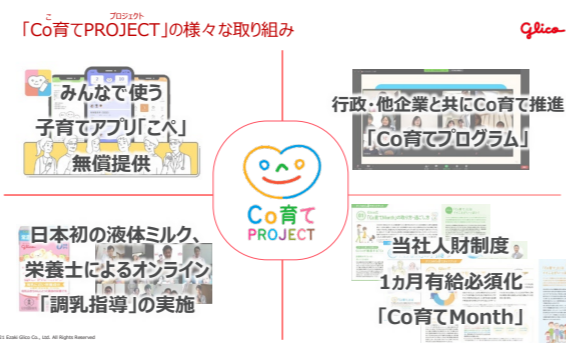 こ プロジェクト
「Co育てPROJECT」の様々な取り組み
Glico
みんなで使う
子育てアプリ「こぺ」
無償提供
行政・他企業と共にCo育て推進
「Co育てプログラム」
Co育て
PROJECT
日本初の液体ミルク、
栄養士によるオンライン
「調乳指導」の実施
当社人財制度
1ヵ月有給必須化
「Co育てMonth」
Ezaki Glico Co., Ltd. All Rights Reserved